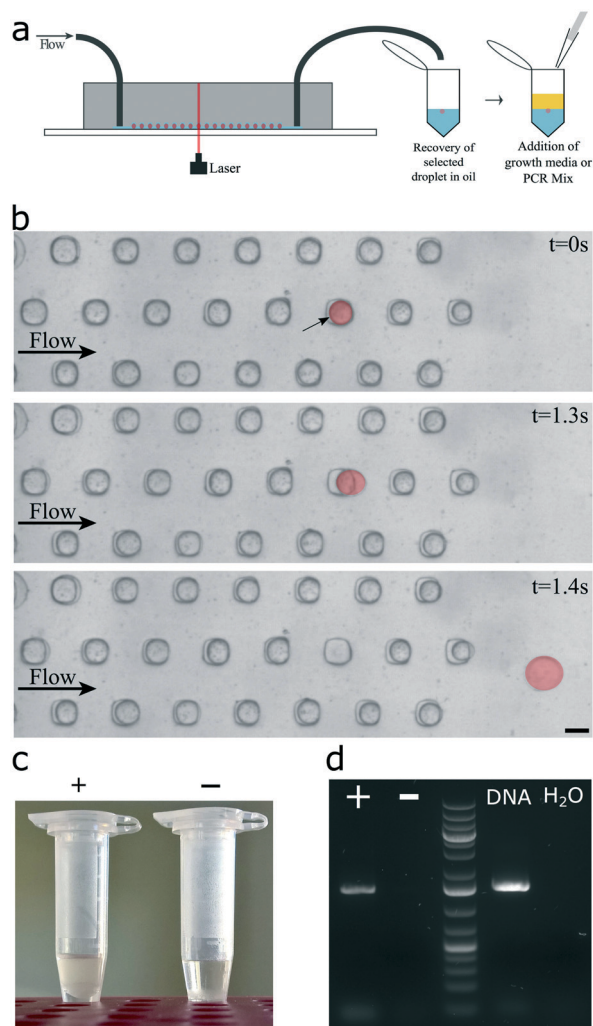 a
Flow
Laser
Recovery of
selected
droplet in oil
→
Addition of
growth media or
PCR Mix
b
t=0s
Flow
t=1.3s
Flow
t=1.4s
Flow
c
+ −
d
+ − DNA H₂O